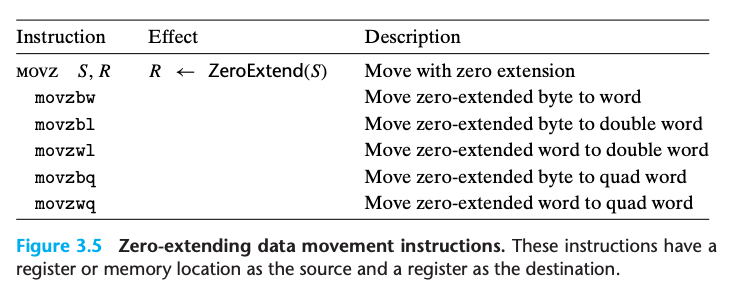 Instruction Effect Description
MOVZ S, R R ← ZeroExtend(S) Move with zero extension
movzbw Move zero-extended byte to word
movzbl Move zero-extended byte to double word
movzwl Move zero-extended word to double word
movzbq Move zero-extended byte to quad word
movzwq Move zero-extended word to quad word
Figure 3.5 Zero-extending data movement instructions. These instructions have a
register or memory location as the source and a register as the destination.